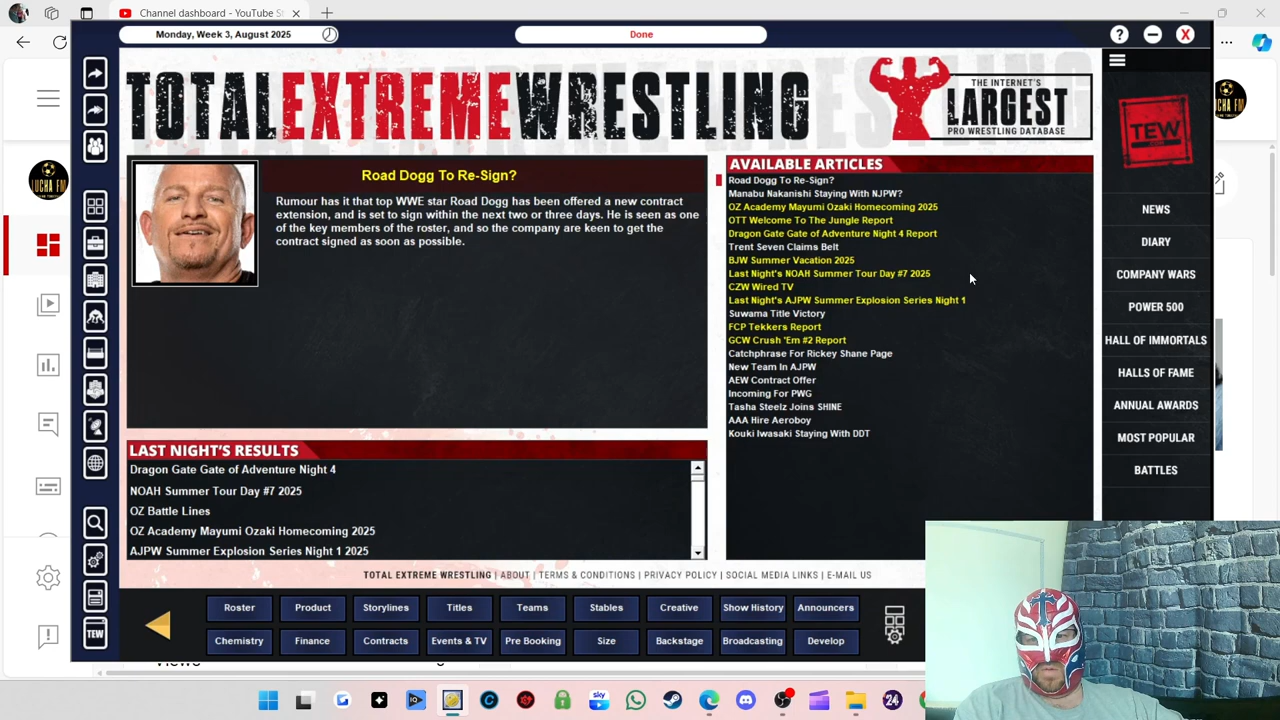 Channel dashboard - YouTube St
Monday, Week 3, August 2025
Done
?
X
TOTALEXTREMEWRESTLING
THE INTERNET'S
LARGEST
PRO WRESTLING DATABASE
TEW
Road Dogg To Re-Sign?
Rumour has it that top WWE star Road Dogg has been offered a new contract
extension, and is set to sign within the next two or three days. He is seen as one
of the key members of the roster, and so the company are keen to get the
contract signed as soon as possible.
AVAILABLE ARTICLES
Road Dogg To Re-Sign?
Manabu Nakanishi Staying With NJPW?
OZ Academy Mayumi Ozaki Homecoming 2025
OTT Welcome To The Jungle Report
Dragon Gate Gate of Adventure Night 4 Report
Trent Seven Claims Belt
BJW Summer Vacation 2025
Last Night's NOAH Summer Tour Day #7 2025
CZW Wired TV
Last Night's AJPW Summer Explosion Series Night 1
Suwama Title Victory
FCP Tekkers Report
GCW Crush 'Em #2 Report
Catchphrase For Rickey Shane Page
New Team In AJPW
AEW Contract Offer
Incoming For PWG
Tasha Steelz Joins SHINE
AAA Hire Aeroboy
Kouki Iwasaki Staying With DDT
NEWS
DIARY
COMPANY WARS
POWER 500
HALL OF IMMORTALS
HALLS OF FAME
ANNUAL AWARDS
MOST POPULAR
BATTLES
LAST NIGHT'S RESULTS
Dragon Gate Gate of Adventure Night 4
NOAH Summer Tour Day #7 2025
OZ Battle Lines
OZ Academy Mayumi Ozaki Homecoming 2025
AJPW Summer Explosion Series Night 1 2025
TOTAL EXTREME WRESTLING | ABOUT | TERMS & CONDITIONS | PRIVACY POLICY | SOCIAL MEDIA LINKS | E-MAIL US
Roster Product Storylines Titles Teams Stables Creative Show History Announcers
Chemistry Finance Contracts Events & TV Pre Booking Size Backstage Broadcasting Develop
TEW
LUCHA FM
UCHA FM
sky
24